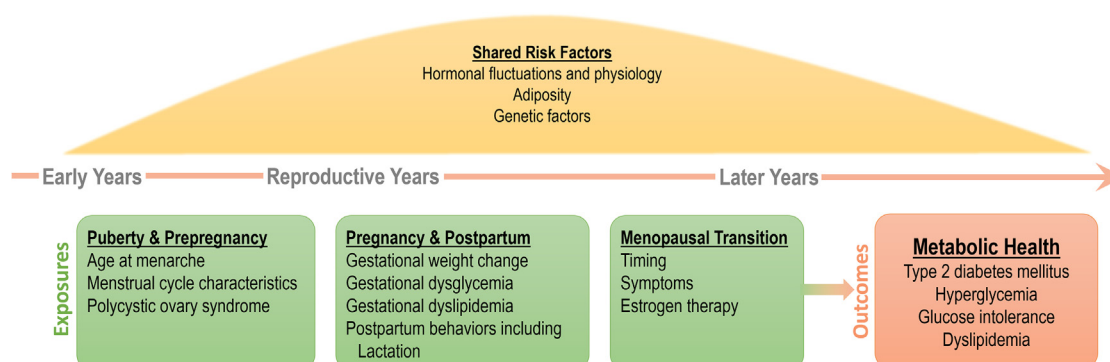 Shared Risk Factors
Hormonal fluctuations and physiology
Adiposity
Genetic factors
Early Years
Reproductive Years
Later Years
Exposures
Puberty & Prepregnancy
Age at menarche
Menstrual cycle characteristics
Polycystic ovary syndrome
Pregnancy & Postpartum
Gestational weight change
Gestational dysglycemia
Gestational dyslipidemia
Postpartum behaviors including
Lactation
Menopausal Transition
Timing
Symptoms
Estrogen therapy
Outcomes
Metabolic Health
Type 2 diabetes mellitus
Hyperglycemia
Glucose intolerance
Dyslipidemia